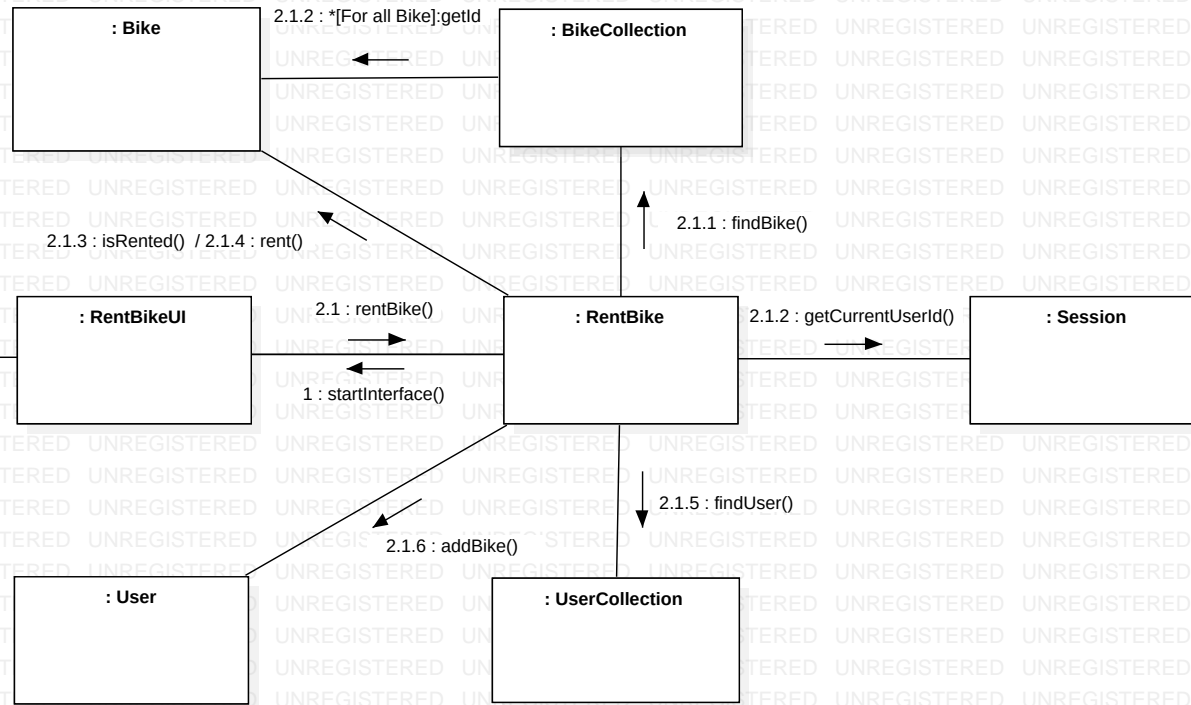 : Bike
2.1.2 : *[For all Bike]:getId
: BikeCollection
2.1.3 : isRented()  / 2.1.4 : rent()
2.1.1 : findBike()
: RentBikeUI
2.1 : rentBike()
1 : startInterface()
: RentBike
2.1.2 : getCurrentUserId()
: Session
2.1.6 : addBike()
2.1.5 : findUser()
: User
: UserCollection
UNREGISTERED